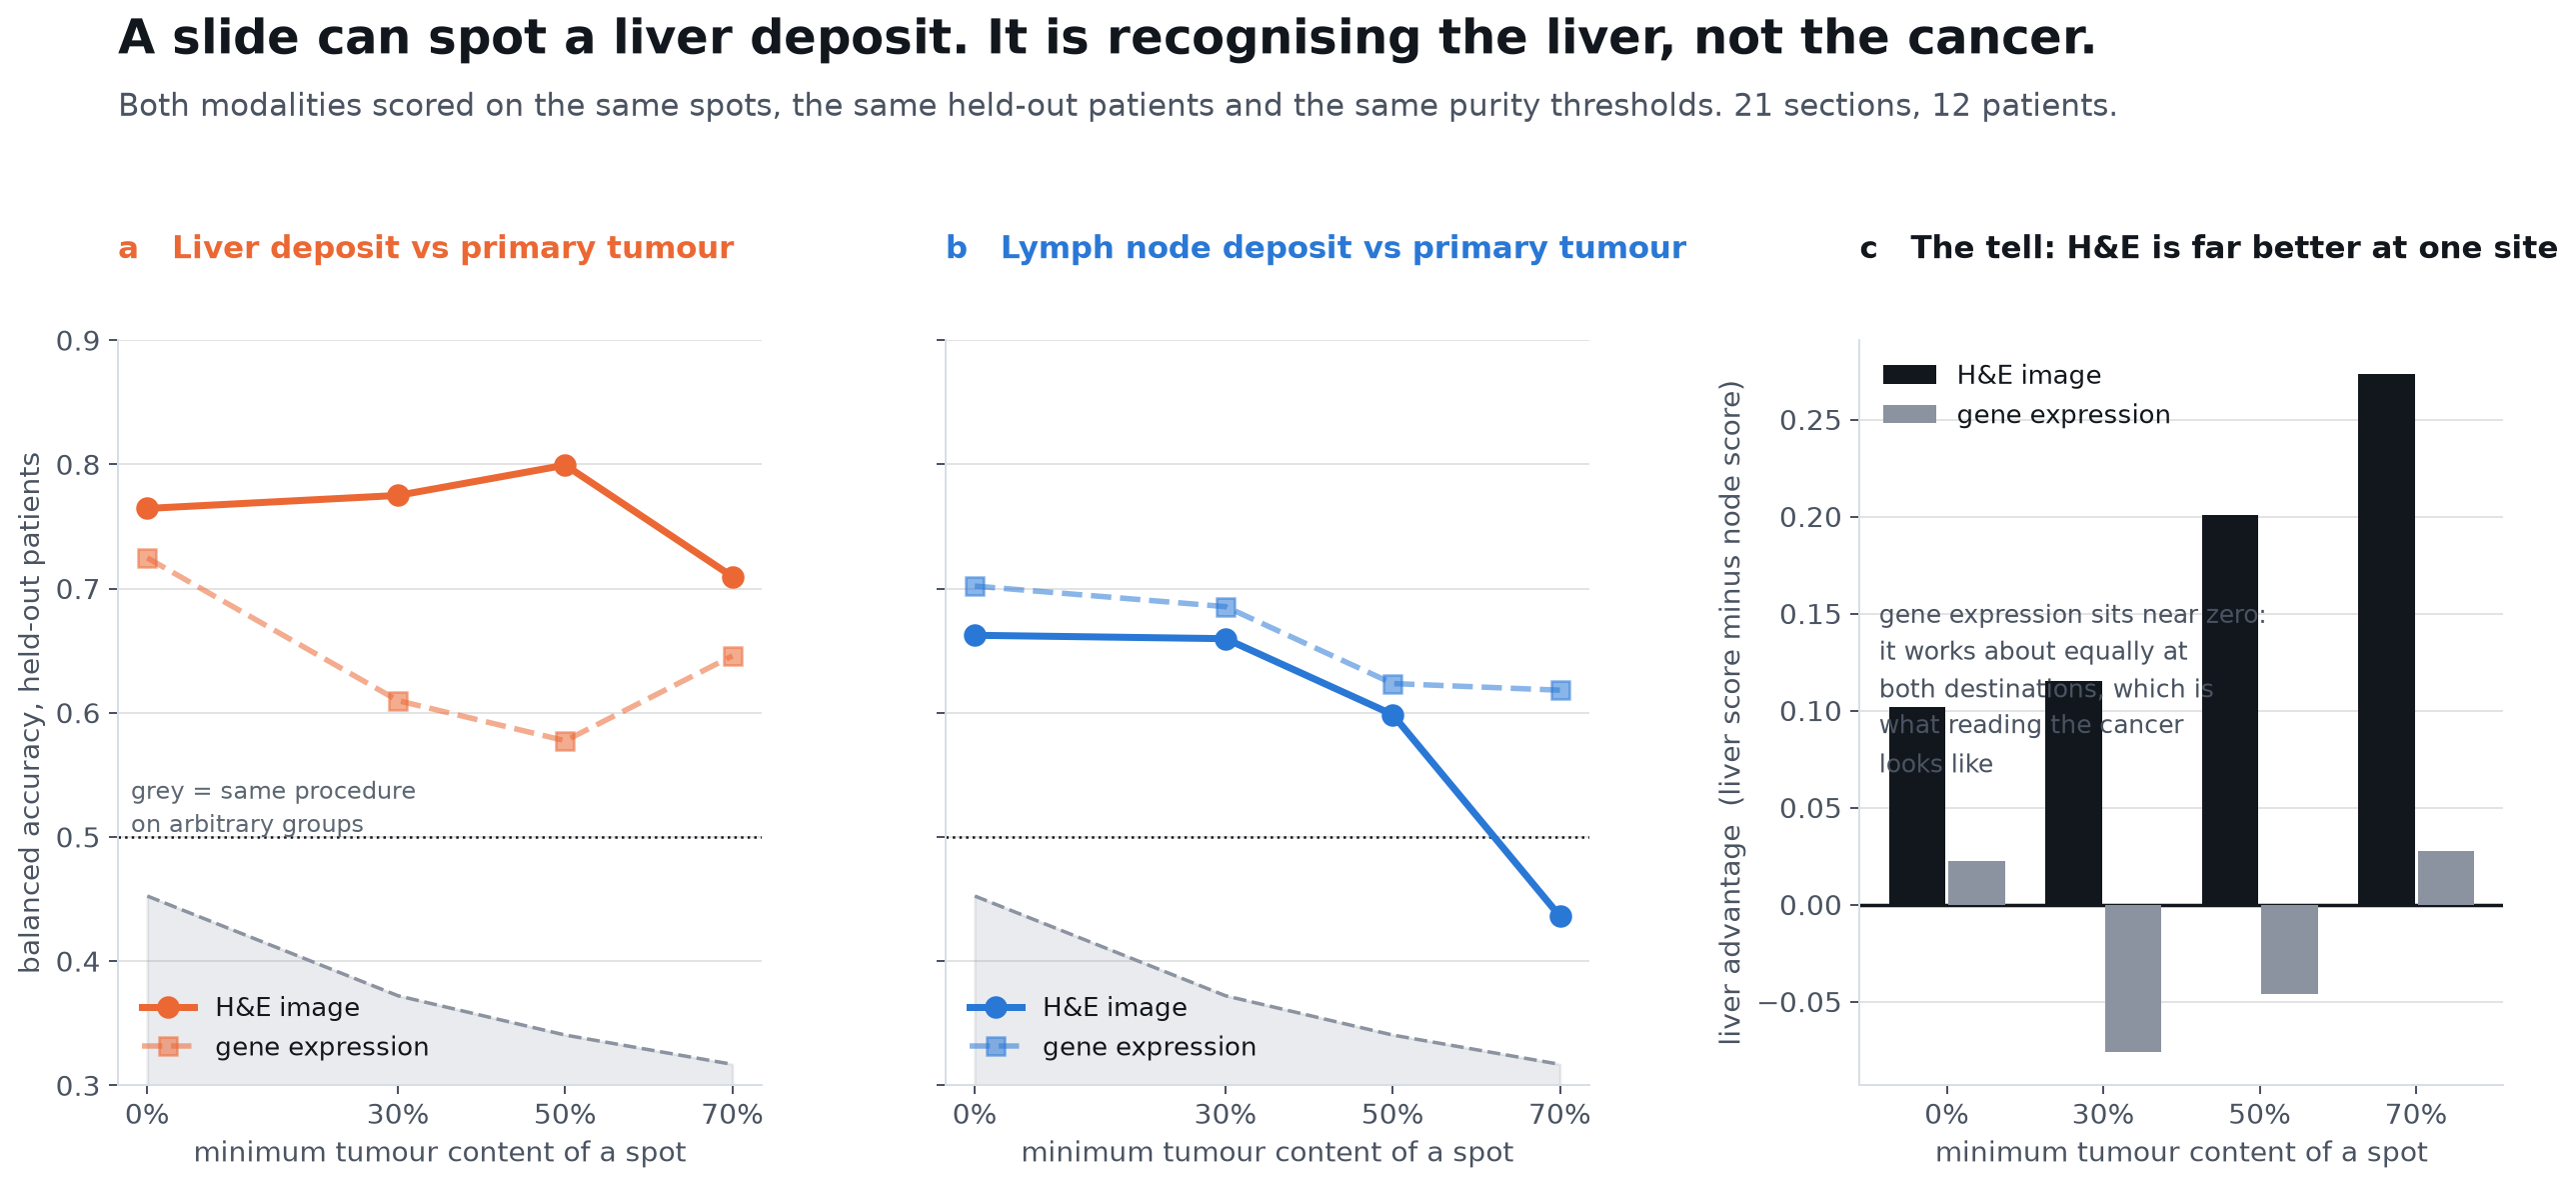 A slide can spot a liver deposit. It is recognising the liver, not the cancer.
Both modalities scored on the same spots, the same held-out patients and the same purity thresholds. 21 sections, 12 patients.
a Liver deposit vs primary tumour
balanced accuracy, held-out patients
0.9
0.8
0.7
0.6
0.5
0.4
0.3
grey = same procedure
on arbitrary groups
H&E image
gene expression
0% 30% 50% 70%
minimum tumour content of a spot
b Lymph node deposit vs primary tumour
H&E image
gene expression
0% 30% 50% 70%
minimum tumour content of a spot
c The tell: H&E is far better at one site
liver advantage (liver score minus node score)
0.25
0.20
0.15
0.10
0.05
0.00
−0.05
H&E image
gene expression
gene expression sits near zero:
it works about equally at
both destinations, which is
what reading the cancer
looks like
0% 30% 50% 70%
minimum tumour content of a spot